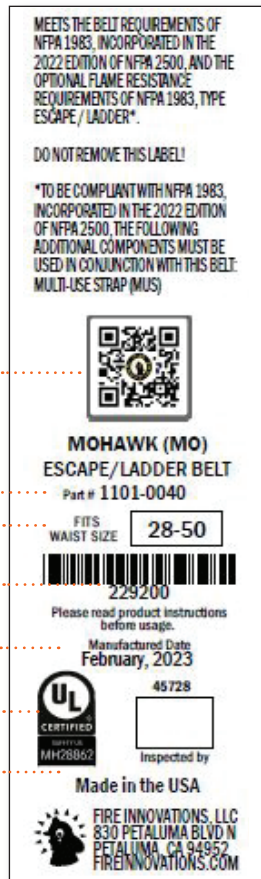 MEETS THE BELT REQUIREMENTS OF
NFPA 1983, INCORPORATED IN THE
2022 EDITION OF NFPA 2500, AND THE
OPTIONAL FLAME RESISTANCE
REQUIREMENTS OF NFPA 1983, TYPE
ESCAPE / LADDER*.
DO NOT REMOVE THIS LABEL!
*TO BE COMPLIANT WITH NFPA 1983,
INCORPORATED IN THE 2022 EDITION
OF NFPA 2500, THE FOLLOWING
ADDITIONAL COMPONENTS MUST BE
USED IN CONJUNCTION WITH THIS BELT:
MULTI-USE STRAP (MUS)
MOHAWK (MO)
ESCAPE/LADDER BELT
Part # 1101-0040
FITS
WAIST SIZE
28-50
229200
Please read product instructions
before usage.
Manufactured Date
February, 2023
UL
CERTIFIED
MH28862
45728
Inspected by
Made in the USA
FIRE INNOVATIONS, LLC
830 PETALUMA BLVD N
PETALUMA, CA 94952
FIREINNOVATIONS.COM